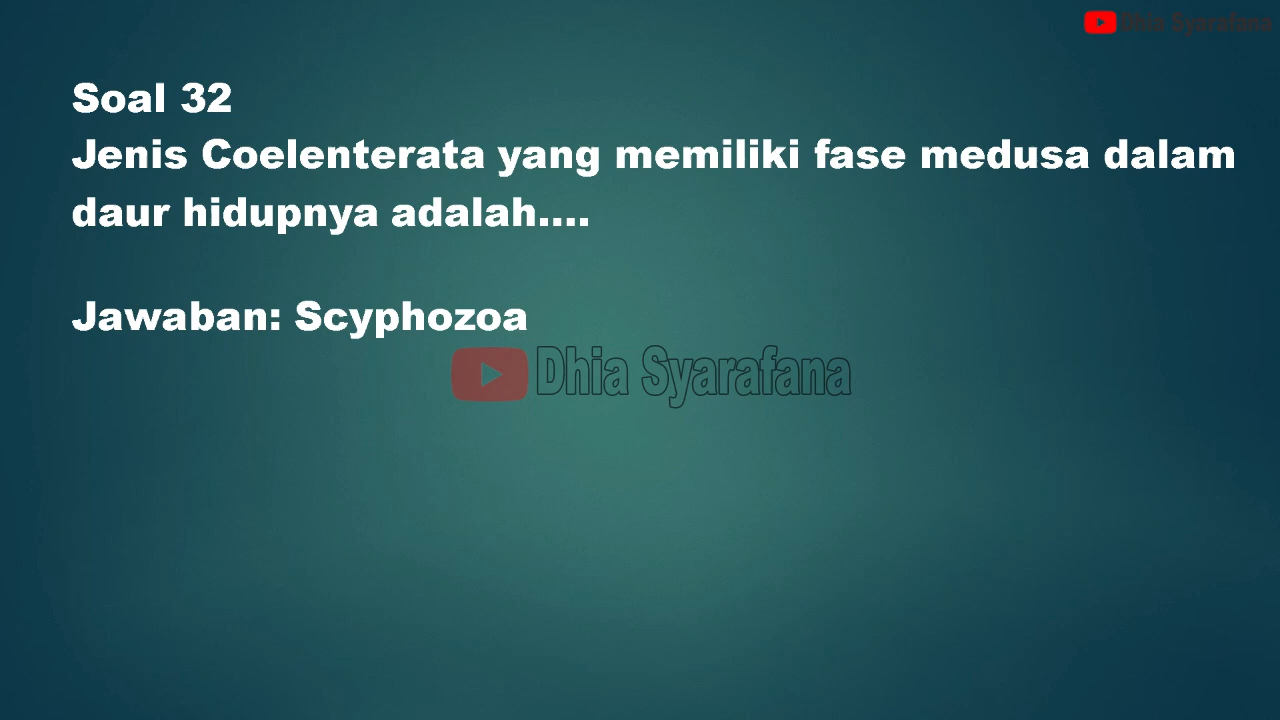 Dhia Syarafana
Soal 32
Jenis Coelenterata yang memiliki fase medusa dalam
daur hidupnya adalah....
Jawaban: Scyphozoa
Dhia Syarafana